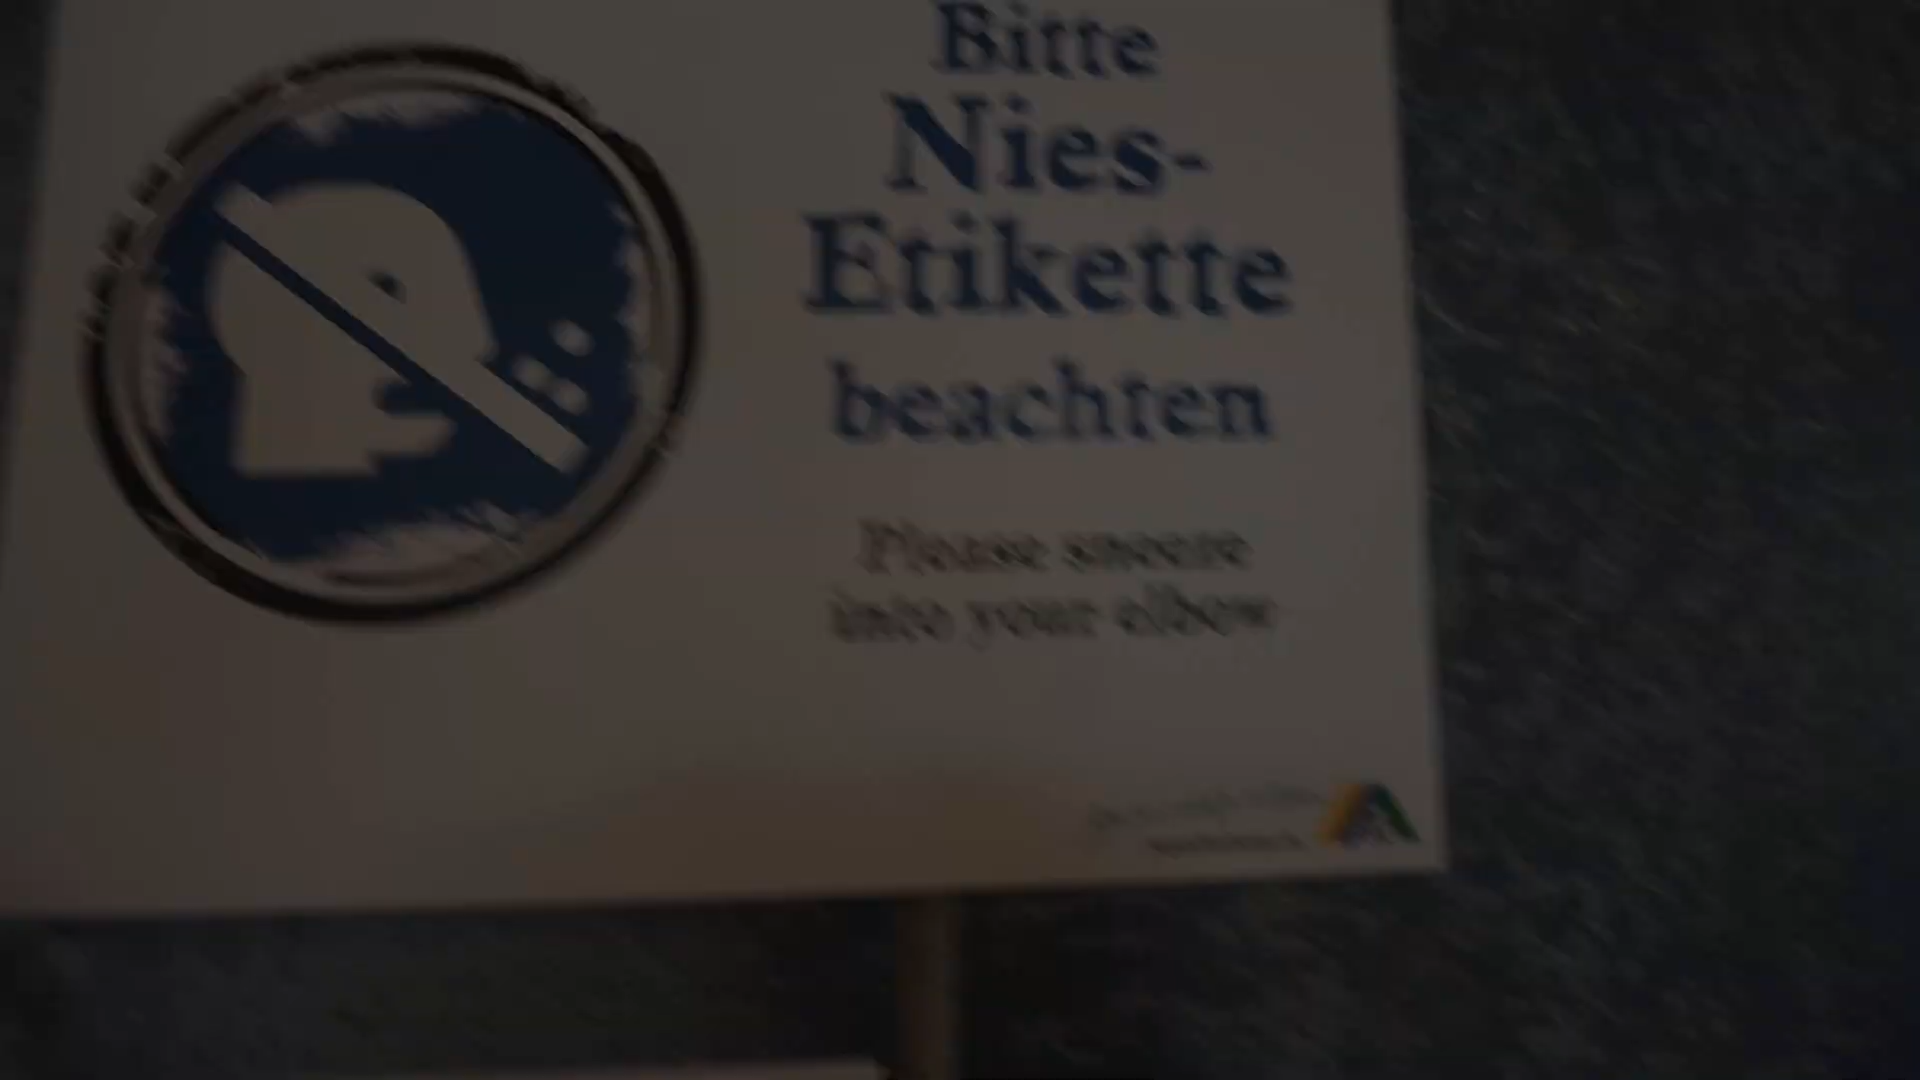 Bitte
Nies-
Etikette
beachten
Please sneeze
into your elbow